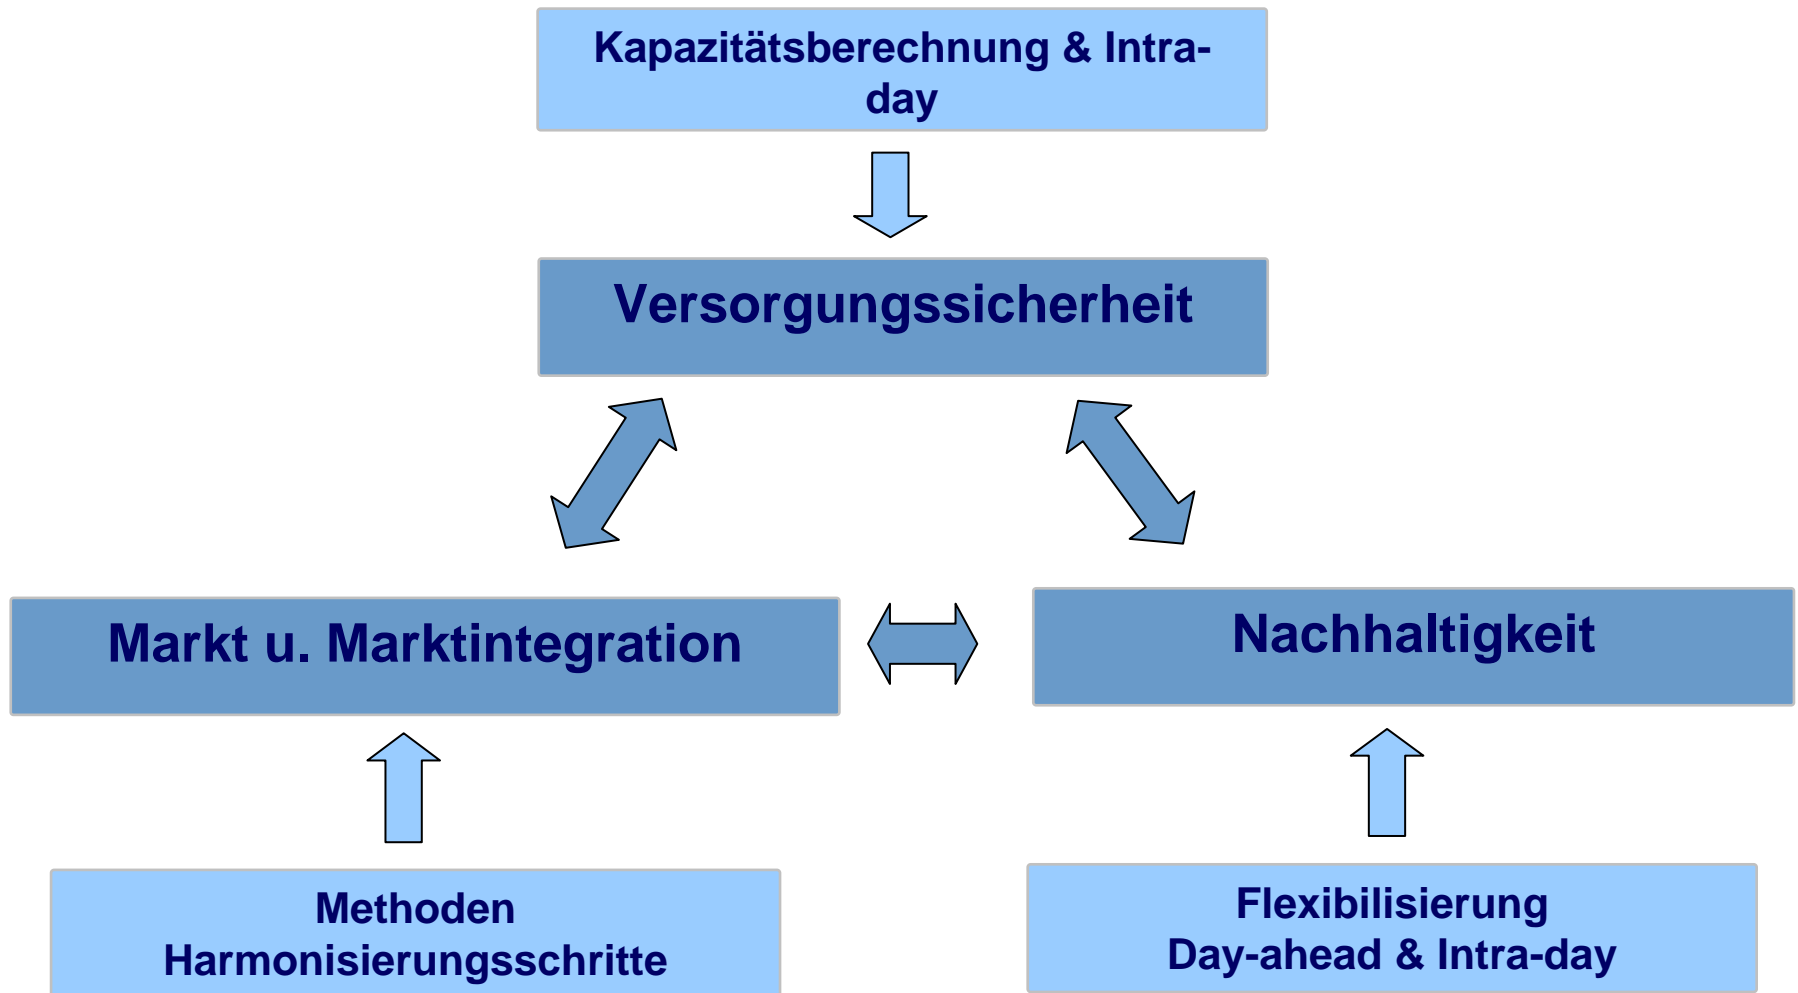 Kapazitätsberechnung & Intra-
day
Versorgungssicherheit
Markt u. Marktintegration
Nachhaltigkeit
Methoden
Harmonisierungsschritte
Flexibilisierung
Day-ahead & Intra-day